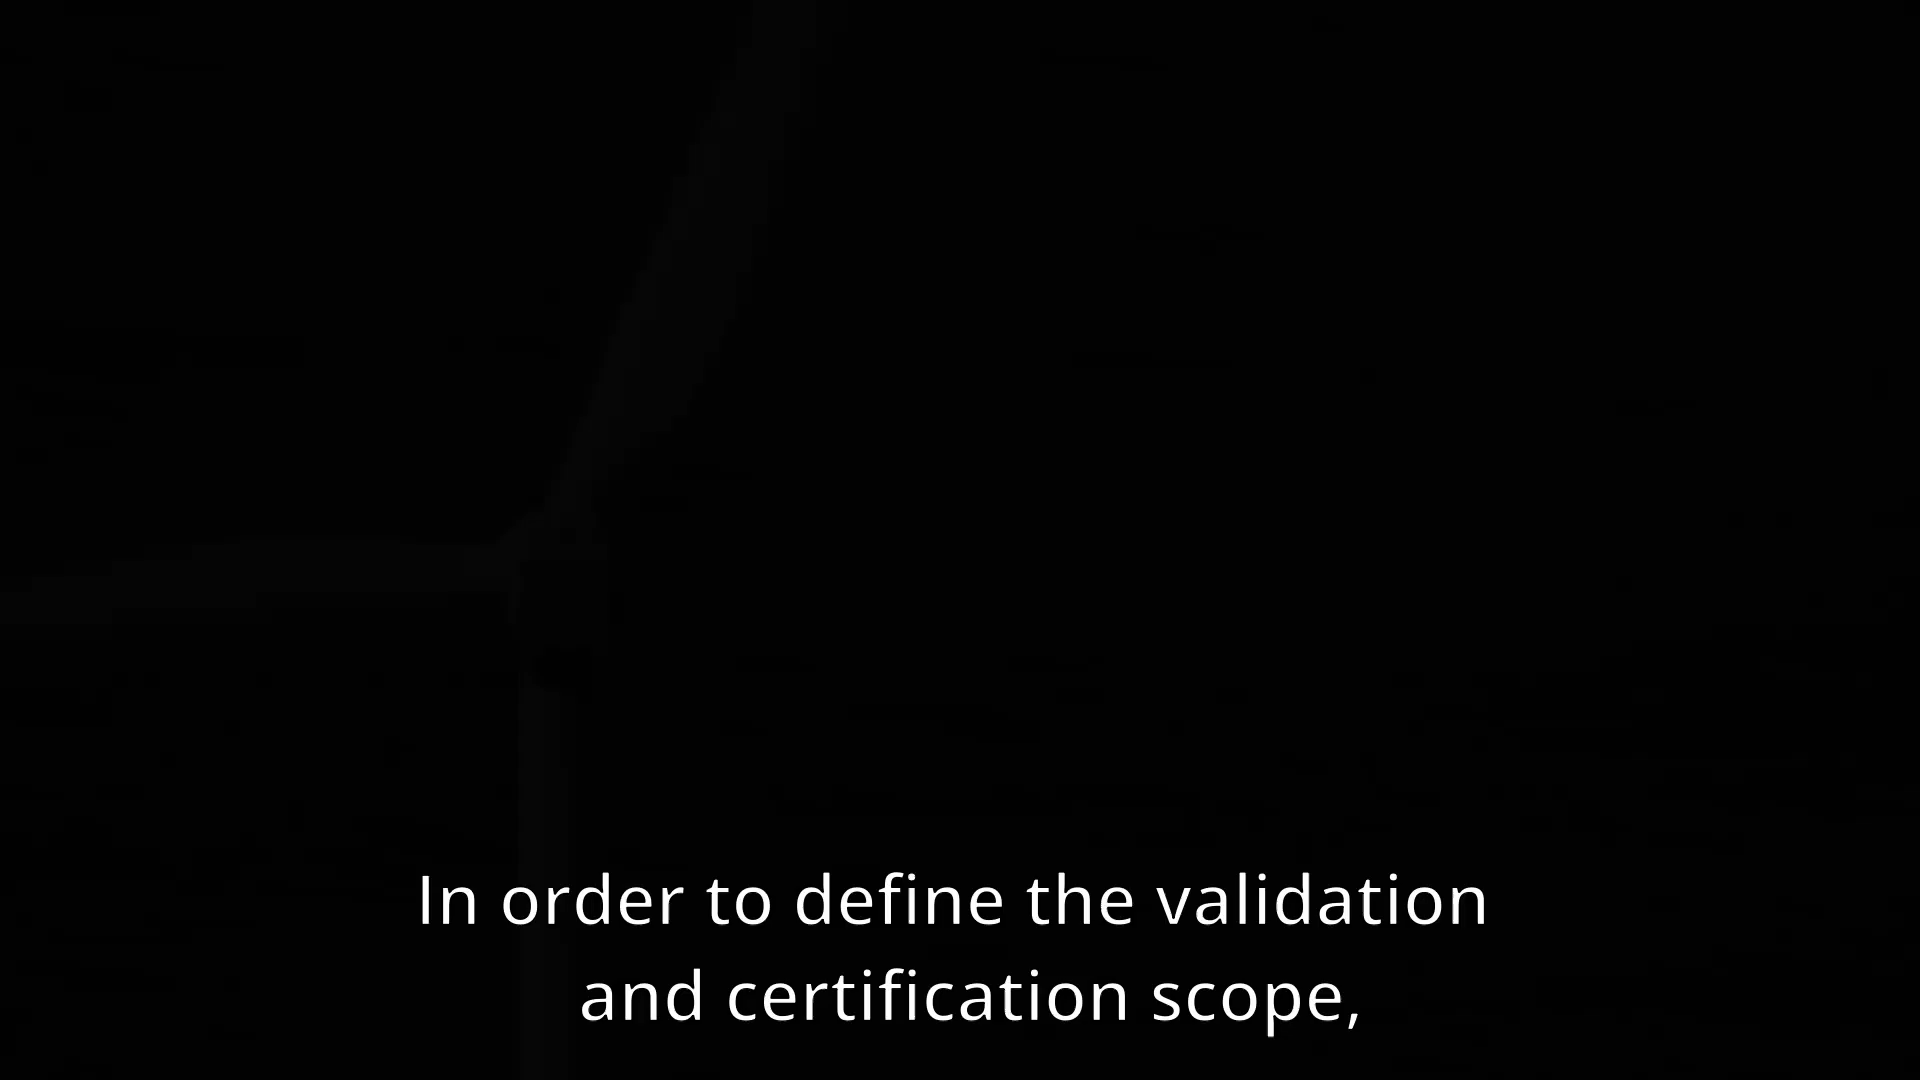 In order to define the validation
and certification scope,